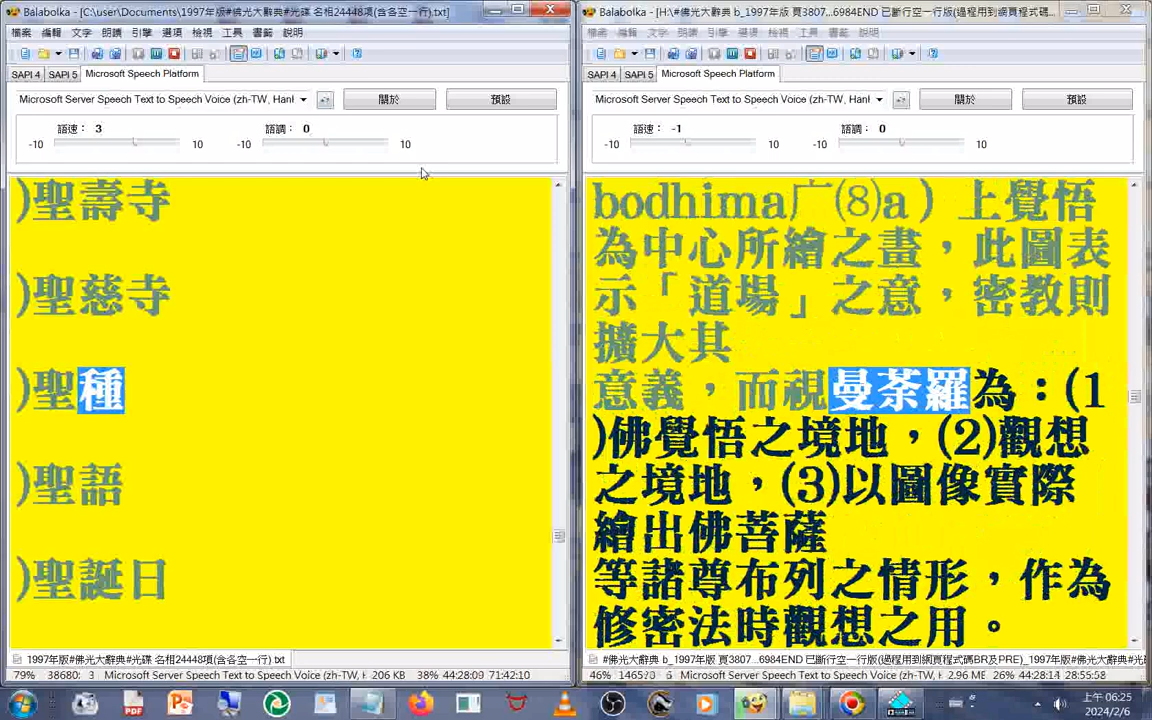 Balabolka - [C:\user\Documents\1997年版#佛光大辭典#光碟 名相24448項(含各空一行).txt]
檔案 編輯 文字 朗讀 引擎 選項 檢視 工具 書籤 說明
SAPI 4 SAPI 5 Microsoft Speech Platform
Microsoft Server Speech Text to Speech Voice (zh-TW, Hanl
關於
預設
語速： 3
語調： 0
-10 10 -10 10
)聖壽寺
)聖慈寺
)聖種
)聖語
)聖誕日
1997年版#佛光大辭典#光碟 名相24448項(含各空一行).txt
79% 38680: 3 Microsoft Server Speech Text to Speech Voice (zh-TW, H 206 KB 38% 44:28:09 71:42:10
Balabolka - [H:\#佛光大辭典 b_1997年版 頁3807...6984END 已斷行空一行版(過程用到網頁程式碼...
檔案 編輯 文字 朗讀 引擎 選項 檢視 工具 書籤 說明
SAPI 4 SAPI 5 Microsoft Speech Platform
Microsoft Server Speech Text to Speech Voice (zh-TW, Hanl
關於
預設
語速： -1
語調： 0
-10 10 -10 10
bodhima广(8)a ) 上覺悟
為中心所繪之畫，此圖表
示「道場」之意，密教則
擴大其
意義，而視曼荼羅為：(1
)佛覺悟之境地，(2)觀想
之境地，(3)以圖像實際
繪出佛菩薩
等諸尊布列之情形，作為
修密法時觀想之用。
#佛光大辭典 b_1997年版 頁3807...6984END 已斷行空一行版(過程用到網頁程式碼BR及PRE)_1997年版#佛光
Microsoft Server Speech Text to Speech Voice (zh-TW, H 2.96 ME 26% 44:28:14 28:55:58
上午 06:25
2024/2/6